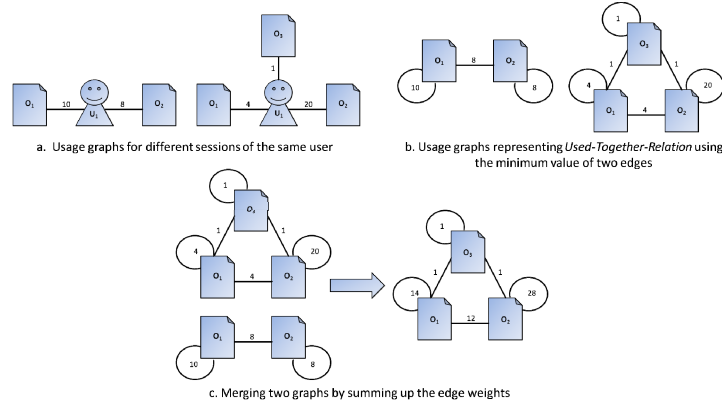 O3
1
O1
10
U1
8
O2
O1
4
U1
20
O2
a. Usage graphs for different sessions of the same user
O1
8
O2
10
8
1
O3
1
1
4
20
O1
4
O2
b. Usage graphs representing Used-Together-Relation using
the minimum value of two edges
1
O3
1
1
4
20
O1
4
O2
O1
8
O2
10
8
1
O3
1
1
14
28
O1
12
O2
c. Merging two graphs by summing up the edge weights